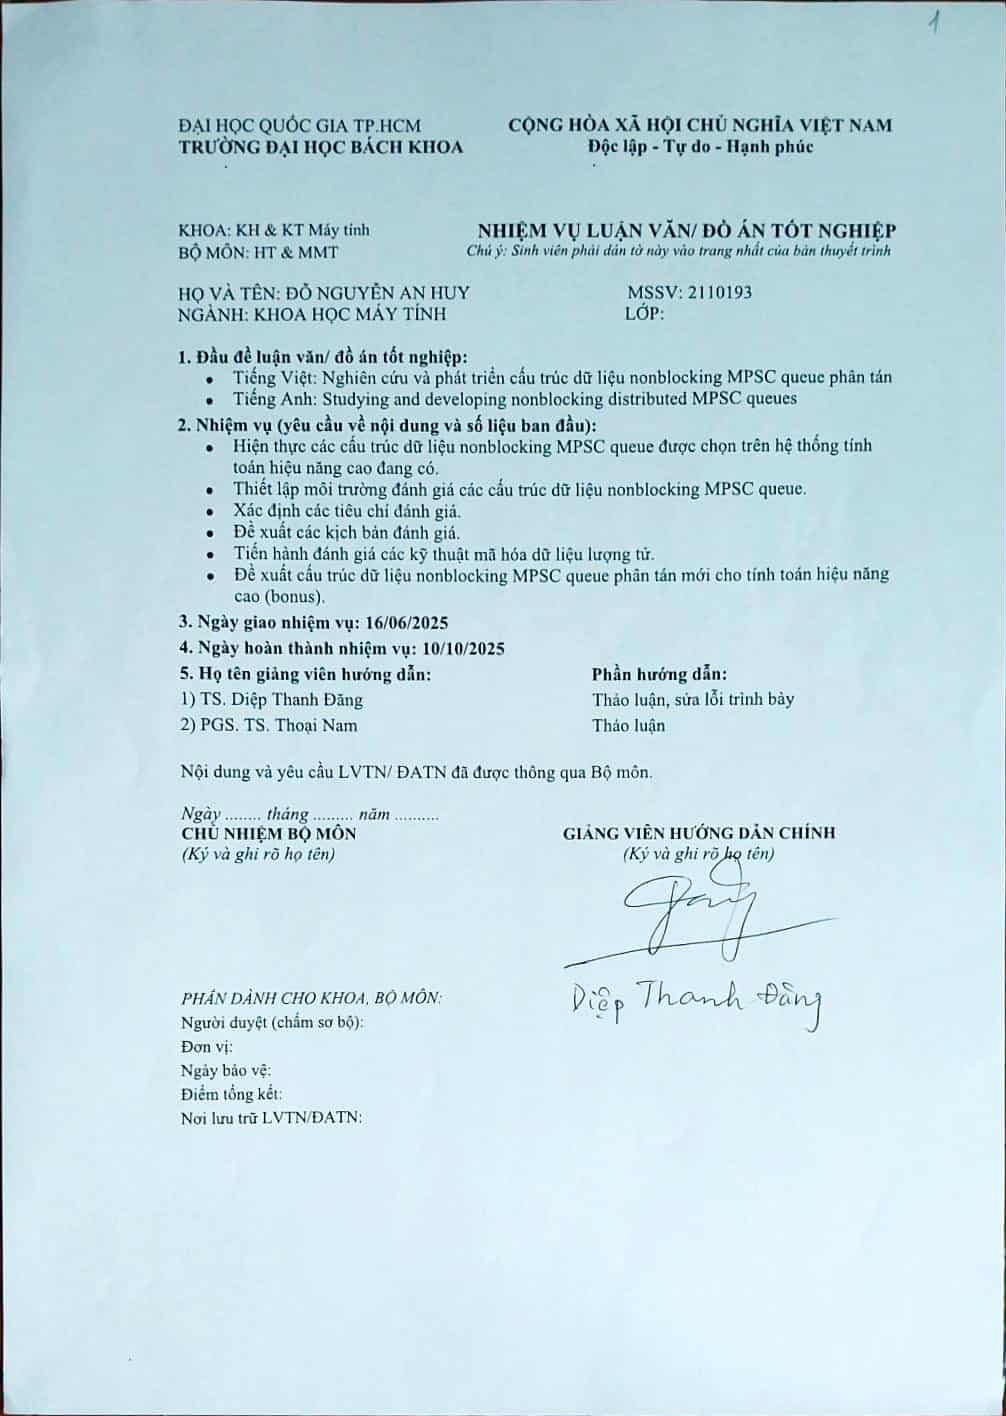 1
ĐẠI HỌC QUỐC GIA TP.HCM
TRƯỜNG ĐẠI HỌC BÁCH KHOA
CỘNG HÒA XÃ HỘI CHỦ NGHĨA VIỆT NAM
Độc lập - Tự do - Hạnh phúc
KHOA: KH & KT Máy tính
BỘ MÔN: HT & MMT
NHIỆM VỤ LUẬN VĂN/ ĐỒ ÁN TỐT NGHIỆP
Chú ý: Sinh viên phải dán tờ này vào trang nhất của bản thuyết trình
HỌ VÀ TÊN: ĐỖ NGUYỄN AN HUY MSSV: 2110193
NGÀNH: KHOA HỌC MÁY TÍNH LỚP:
1. Đầu đề luận văn/ đồ án tốt nghiệp:
• Tiếng Việt: Nghiên cứu và phát triển cấu trúc dữ liệu nonblocking MPSC queue phân tán
• Tiếng Anh: Studying and developing nonblocking distributed MPSC queues
2. Nhiệm vụ (yêu cầu về nội dung và số liệu ban đầu):
• Hiện thực các cấu trúc dữ liệu nonblocking MPSC queue được chọn trên hệ thống tính
toán hiệu năng cao đang có.
• Thiết lập môi trường đánh giá các cấu trúc dữ liệu nonblocking MPSC queue.
• Xác định các tiêu chí đánh giá.
• Đề xuất các kịch bản đánh giá.
• Tiến hành đánh giá các kỹ thuật mã hóa dữ liệu lượng tử.
• Đề xuất cấu trúc dữ liệu nonblocking MPSC queue phân tán mới cho tính toán hiệu năng
cao (bonus).
3. Ngày giao nhiệm vụ: 16/06/2025
4. Ngày hoàn thành nhiệm vụ: 10/10/2025
5. Họ tên giảng viên hướng dẫn: Phần hướng dẫn:
1) TS. Diệp Thanh Đăng Thảo luận, sửa lỗi trình bày
2) PGS. TS. Thoại Nam Thảo luận
Nội dung và yêu cầu LVTN/ ĐATN đã được thông qua Bộ môn.
Ngày ........ tháng ......... năm ..........
CHỦ NHIỆM BỘ MÔN
(Ký và ghi rõ họ tên)
GIẢNG VIÊN HƯỚNG DẪN CHÍNH
(Ký và ghi rõ họ tên)
Diệp Thanh Đăng
PHẦN DÀNH CHO KHOA, BỘ MÔN:
Người duyệt (chấm sơ bộ):
Đơn vị:
Ngày bảo vệ:
Điểm tổng kết:
Nơi lưu trữ LVTN/ĐATN: